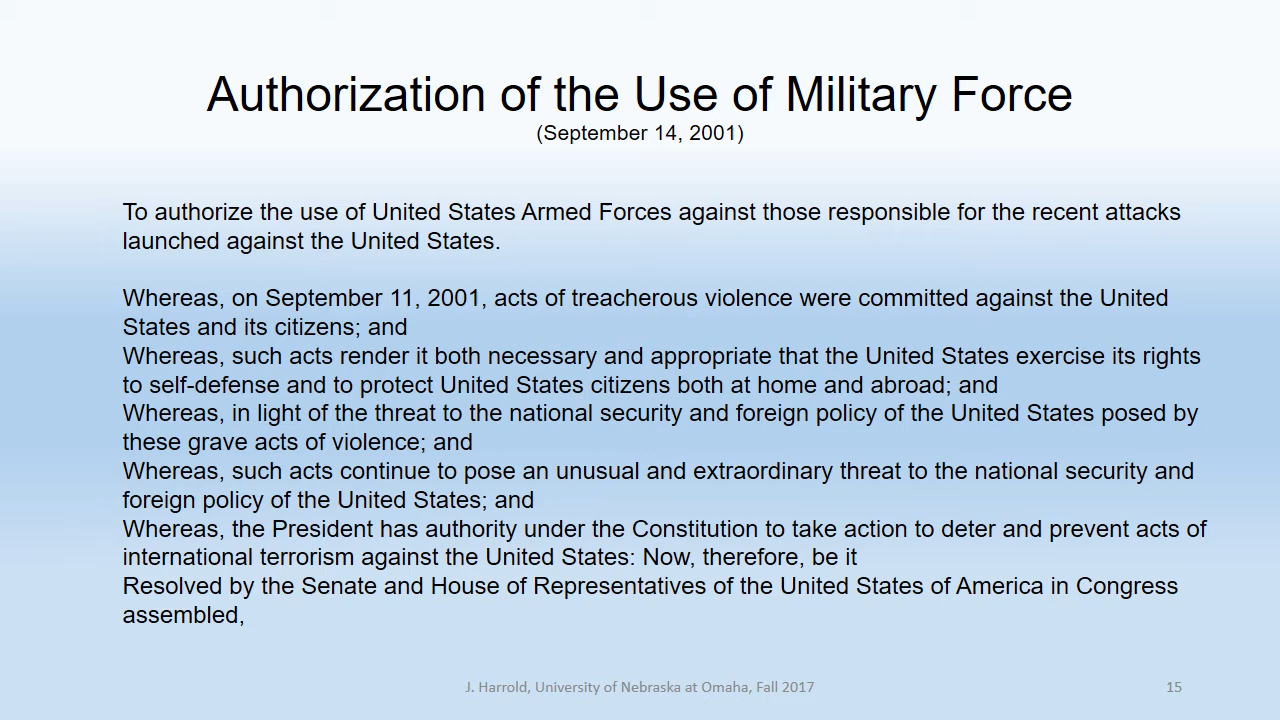 Authorization of the Use of Military Force
(September 14, 2001)
To authorize the use of United States Armed Forces against those responsible for the recent attacks
launched against the United States.
Whereas, on September 11, 2001, acts of treacherous violence were committed against the United
States and its citizens; and
Whereas, such acts render it both necessary and appropriate that the United States exercise its rights
to self-defense and to protect United States citizens both at home and abroad; and
Whereas, in light of the threat to the national security and foreign policy of the United States posed by
these grave acts of violence; and
Whereas, such acts continue to pose an unusual and extraordinary threat to the national security and
foreign policy of the United States; and
Whereas, the President has authority under the Constitution to take action to deter and prevent acts of
international terrorism against the United States: Now, therefore, be it
Resolved by the Senate and House of Representatives of the United States of America in Congress
assembled,
J. Harrold, University of Nebraska at Omaha, Fall 2017
15